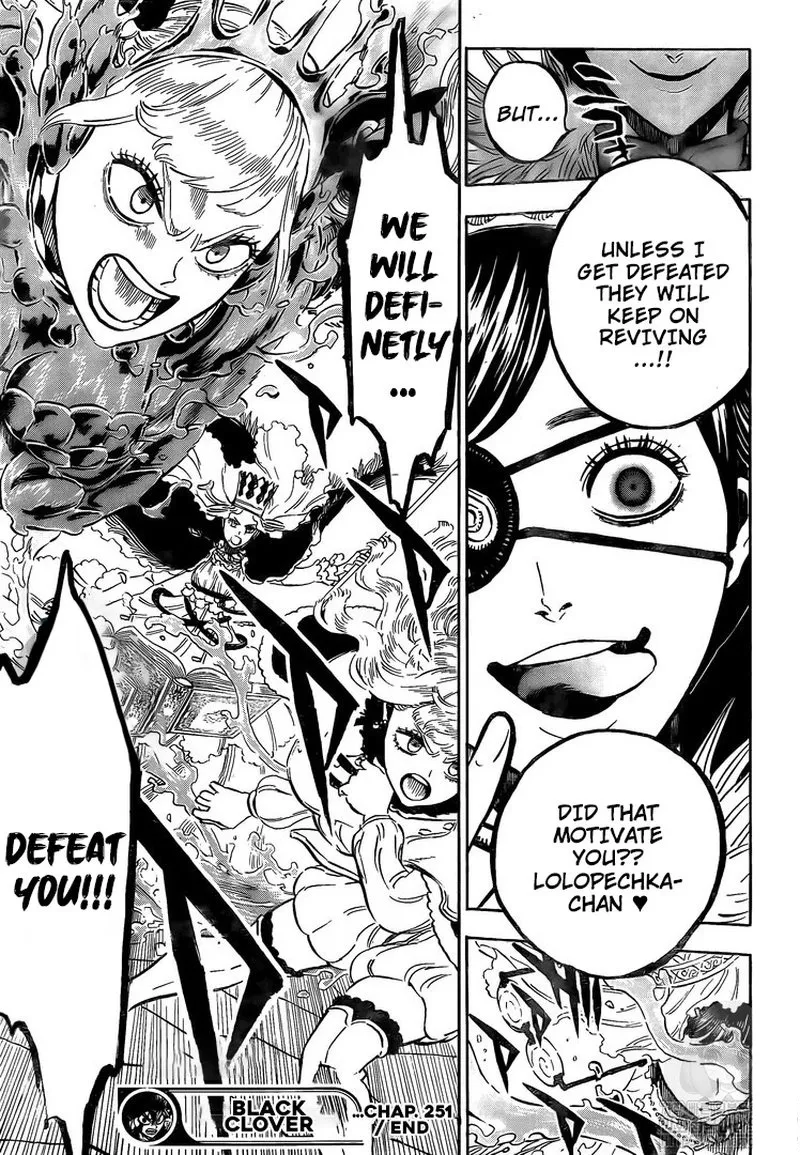 BUT...
UNLESS I
GET DEFEATED
THEY WILL
KEEP ON
REVIVING
...!!
DID THAT
MOTIVATE
YOU??
LOLOPECHKA-
CHAN ♥
WE
WILL
DEFI-
NETLY
...
DEFEAT
YOU!!!
BLACK
CLOVER
...CHAP. 251
/ END